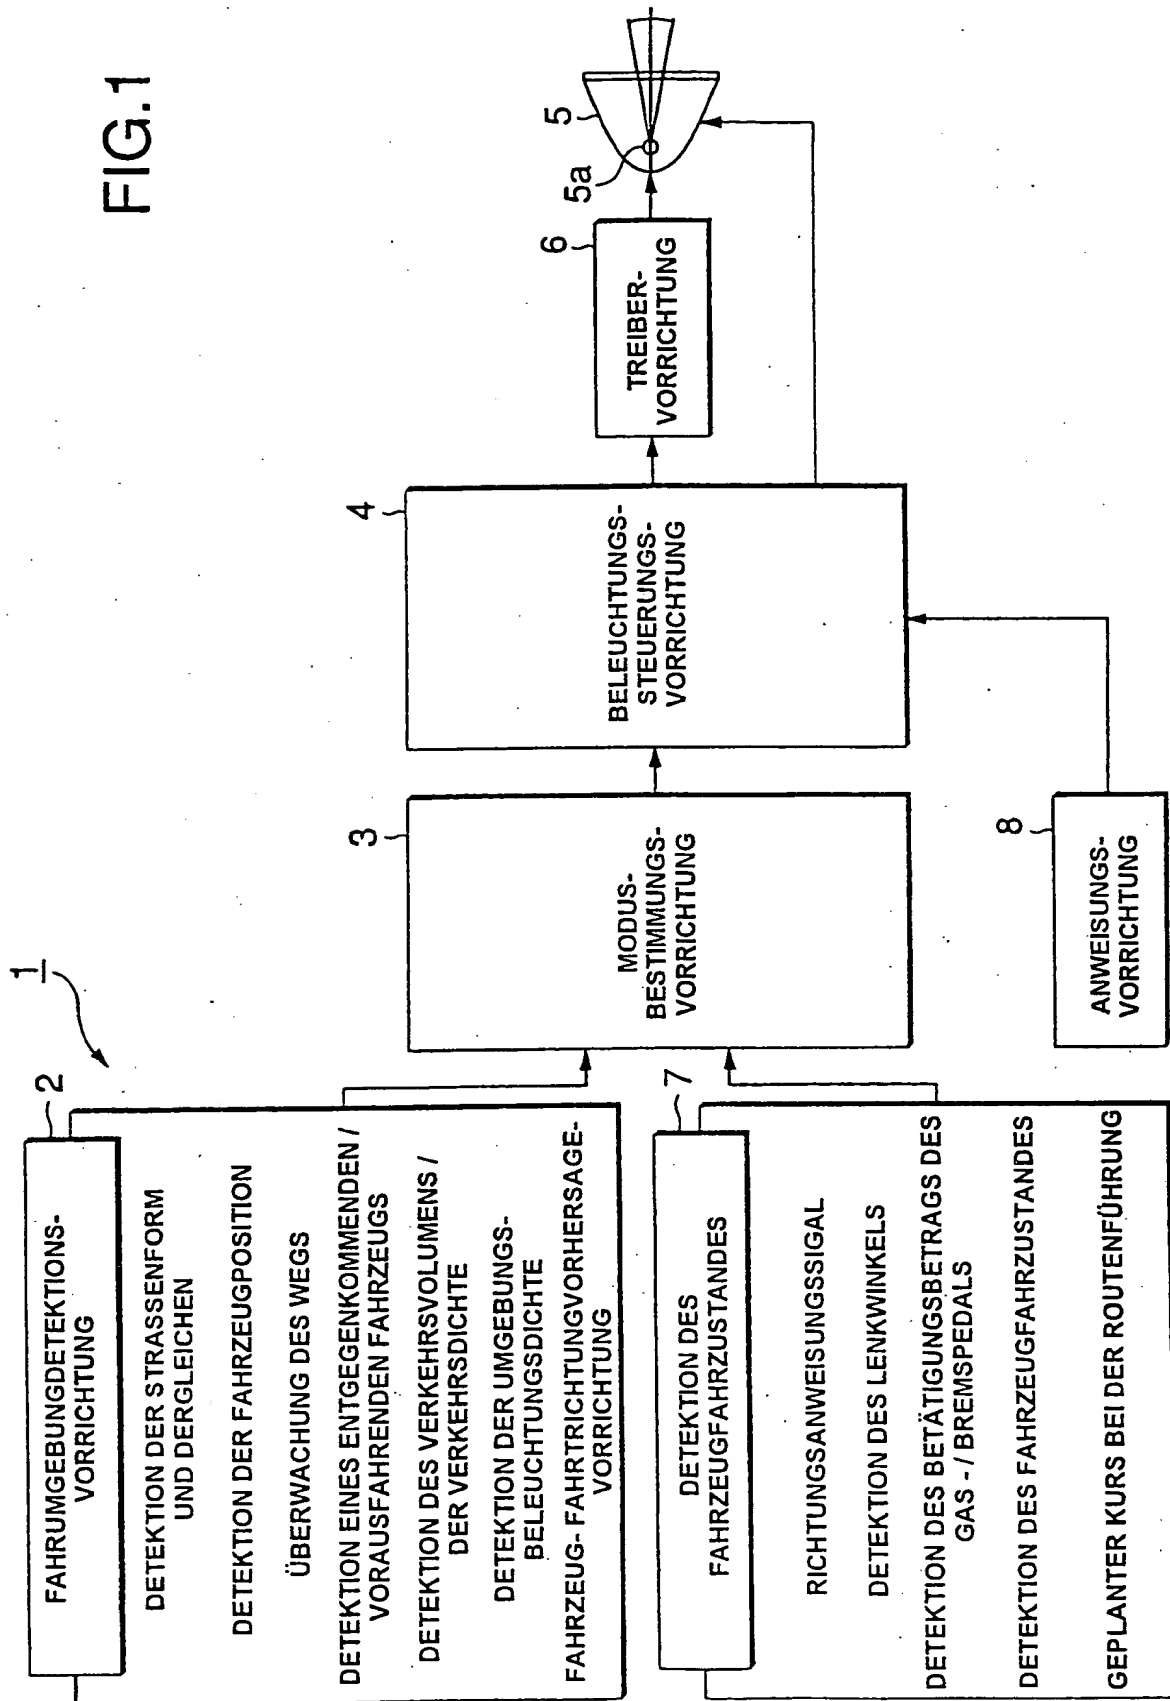 FIG.1
1
2
FAHRUMGEBUNGDETEKTIONS-
VORRICHTUNG
DETEKTION DER STRASSENFORM
UND DERGLEICHEN
DETEKTION DER FAHRZEUGPOSITION
ÜBERWACHUNG DES WEGS
DETEKTION EINES ENTGEGENKOMMENDEN /
VORAUSFAHRENDEN FAHRZEUGS
DETEKTION DES VERKEHRSVOLUMENS /
DER VERKEHRSDICHTE
DETEKTION DER UMGEBUNGS-
BELEUCHTUNGSDICHTE
FAHRZEUG-FAHRTRICHTUNGVORHERSAGE-
VORRICHTUNG
7
DETEKTION DES
FAHRZEUGFAHRZUSTANDES
RICHTUNGSANWEISUNGSSIGAL
DETEKTION DES LENKWINKELS
DETEKTION DES BETÄTIGUNGSBETRAGS DES
GAS - / BREMSPEDALS
DETEKTION DES FAHRZEUGFAHRZUSTANDES
GEPLANTER KURS BEI DER ROUTENFÜHRUNG
3
MODUS-
BESTIMMUNGS-
VORRICHTUNG
4
BELEUCHTUNGS-
STEUERUNGS-
VORRICHTUNG
8
ANWEISUNGS-
VORRICHTUNG
6
TREIBER-
VORRICHTUNG
5
5a